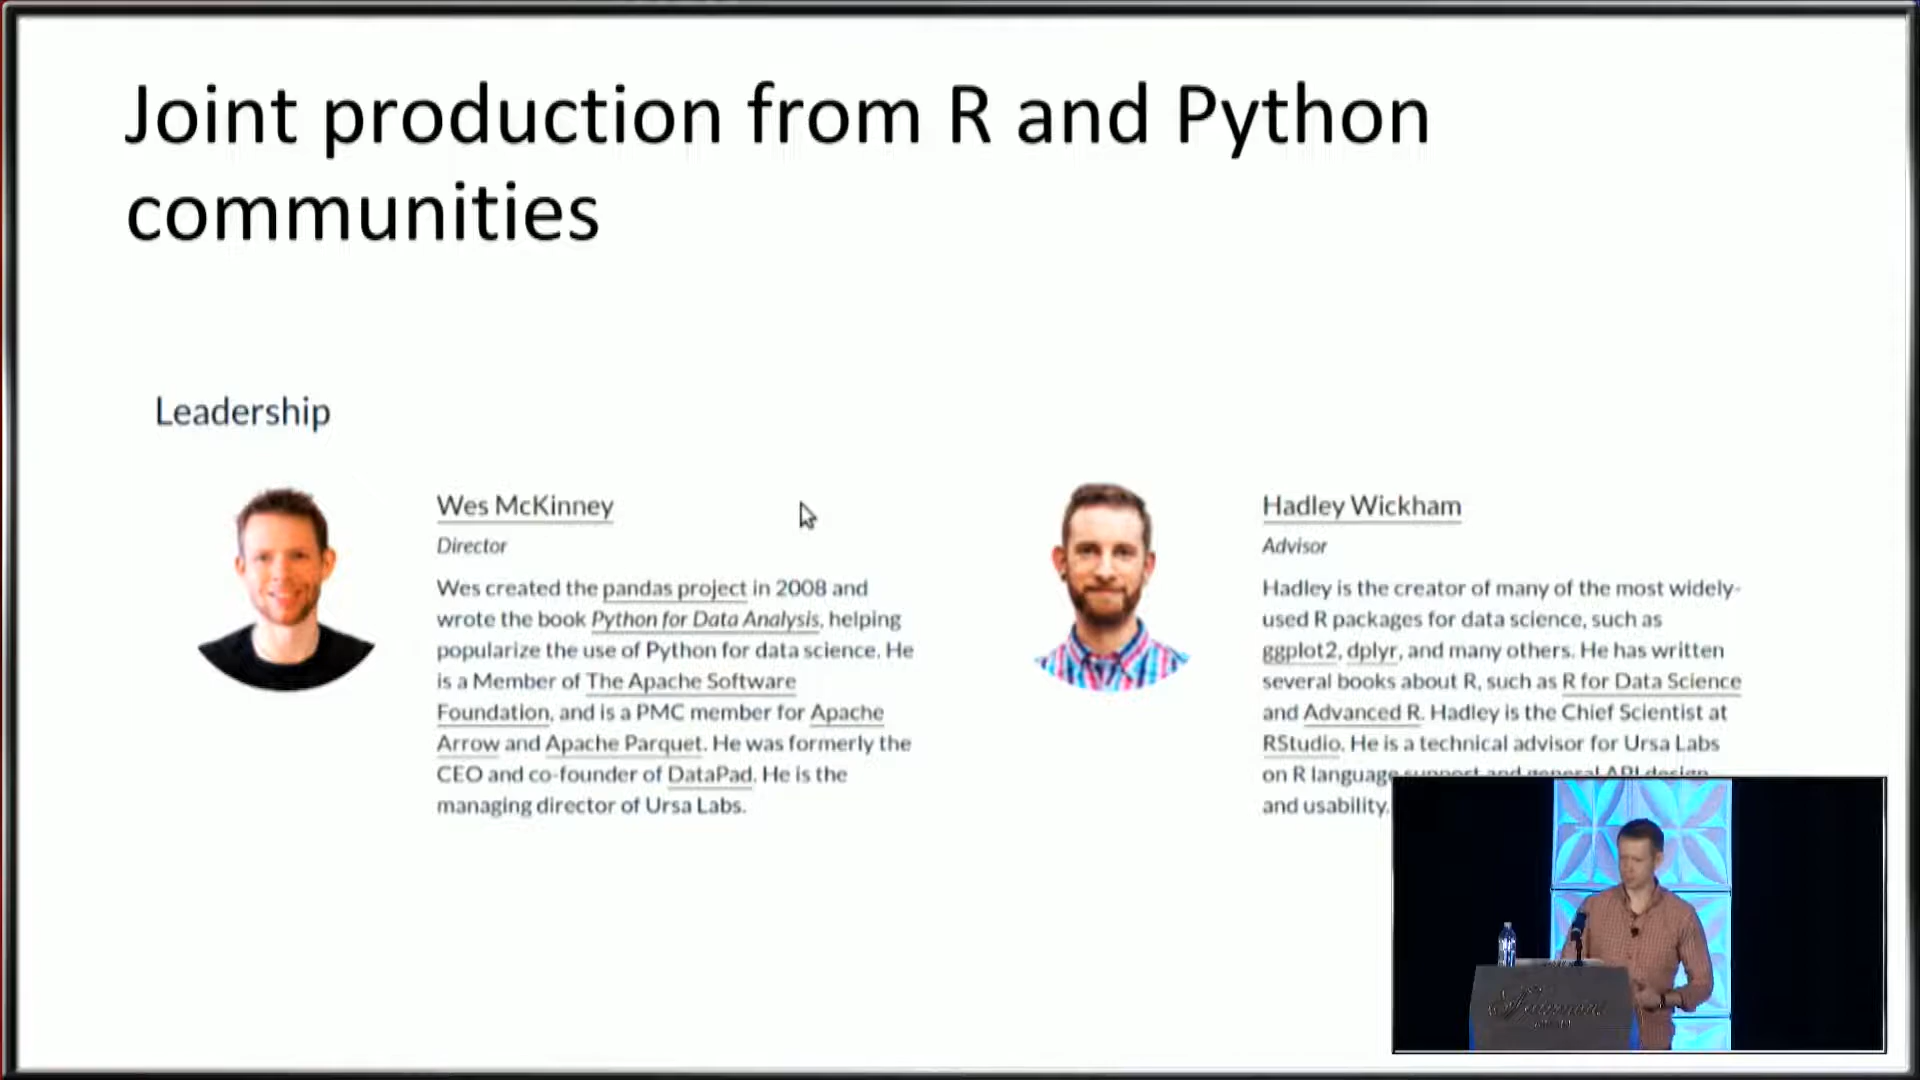 Joint production from R and Python
communities
Leadership
Wes McKinney
Director
Wes created the pandas project in 2008 and
wrote the book Python for Data Analysis, helping
popularize the use of Python for data science. He
is a Member of The Apache Software
Foundation, and is a PMC member for Apache
Arrow and Apache Parquet. He was formerly the
CEO and co-founder of DataPad. He is the
managing director of Ursa Labs.
Hadley Wickham
Advisor
Hadley is the creator of many of the most widely-
used R packages for data science, such as
ggplot2, dplyr, and many others. He has written
several books about R, such as R for Data Science
and Advanced R. Hadley is the Chief Scientist at
RStudio. He is a technical advisor for Ursa Labs
on R language support and general API design
and usability.